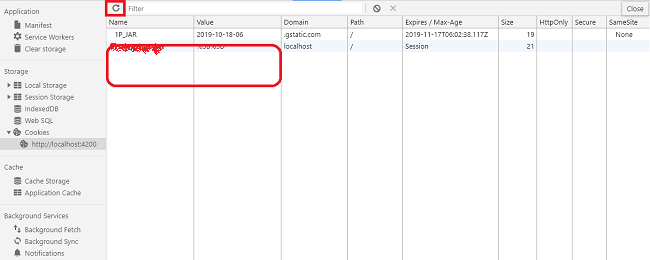 Application
Manifest
Service Workers
Clear storage
Storage
Local Storage
Session Storage
IndexedDB
Web SQL
Cookies
http://localhost:4200
Cache
Cache Storage
Application Cache
Background Services
Background Fetch
Background Sync
Notifications
Filter Close
Name Value Domain Path Expires / Max-Age Size HttpOnly Secure SameSite
1P_JAR 2019-10-18-06 .gstatic.com / 2019-11-17T06:02:38.117Z 19 None
localhost / Session 21